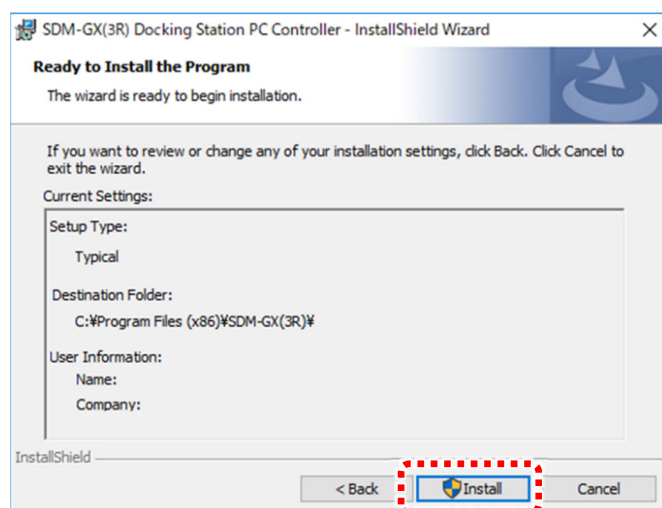 SDM-GX(3R) Docking Station PC Controller - InstallShield Wizard
Ready to Install the Program
The wizard is ready to begin installation.
If you want to review or change any of your installation settings, click Back. Click Cancel to
exit the wizard.
Current Settings:
Setup Type:
Typical
Destination Folder:
C:¥Program Files (x86)¥SDM-GX(3R)¥
User Information:
Name:
Company:
InstallShield
< Back Install Cancel